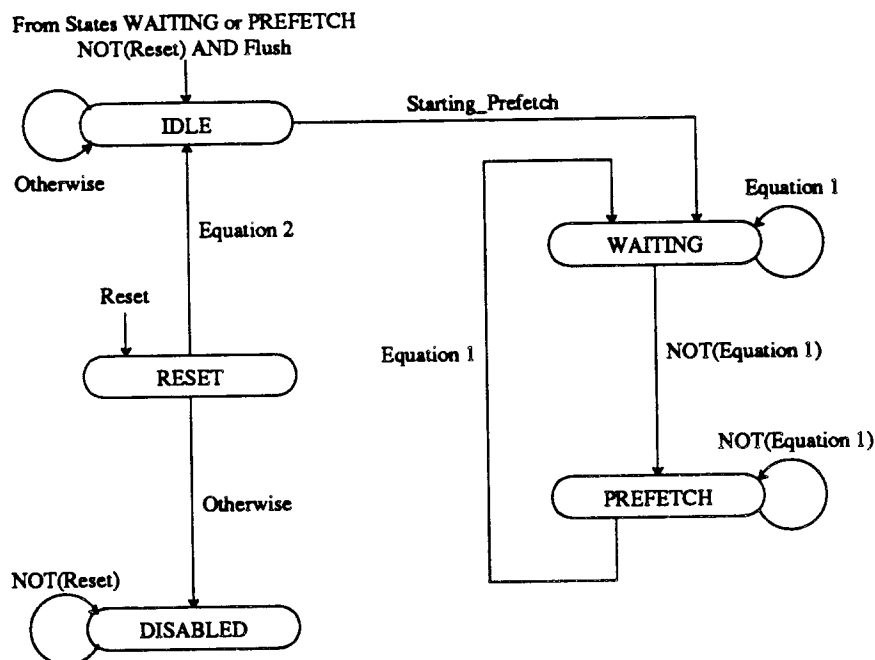 From States WAITING or PREFETCH
NOT(Reset) AND Flush
Starting_Prefetch
IDLE
Otherwise
Equation 1
Equation 2
WAITING
Reset
Equation 1
NOT(Equation 1)
RESET
NOT(Equation 1)
PREFETCH
Otherwise
NOT(Reset)
DISABLED